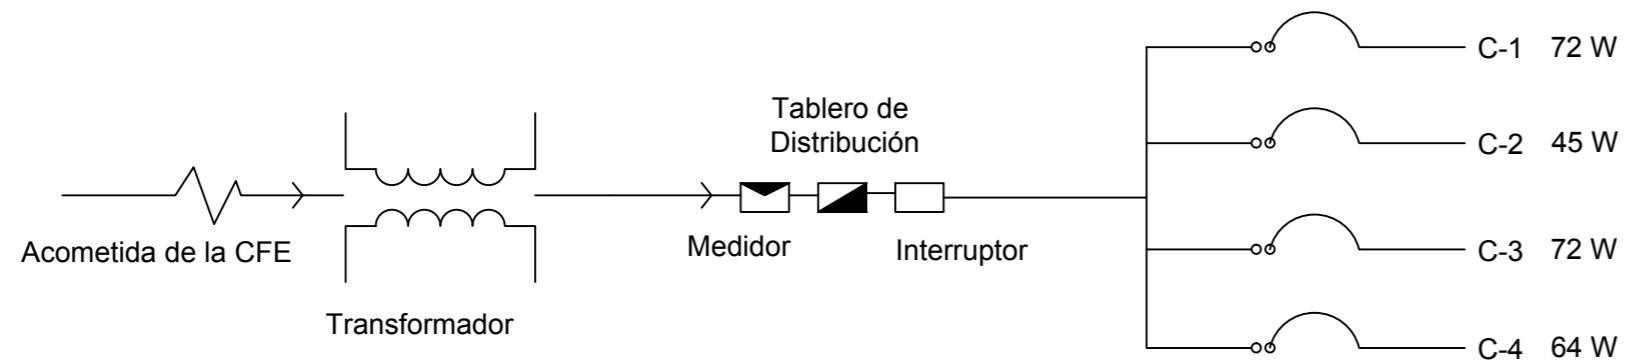 Acometida de la CFE
Transformador
Medidor
Tablero de
Distribución
Interruptor
C-1 72 W
C-2 45 W
C-3 72 W
C-4 64 W